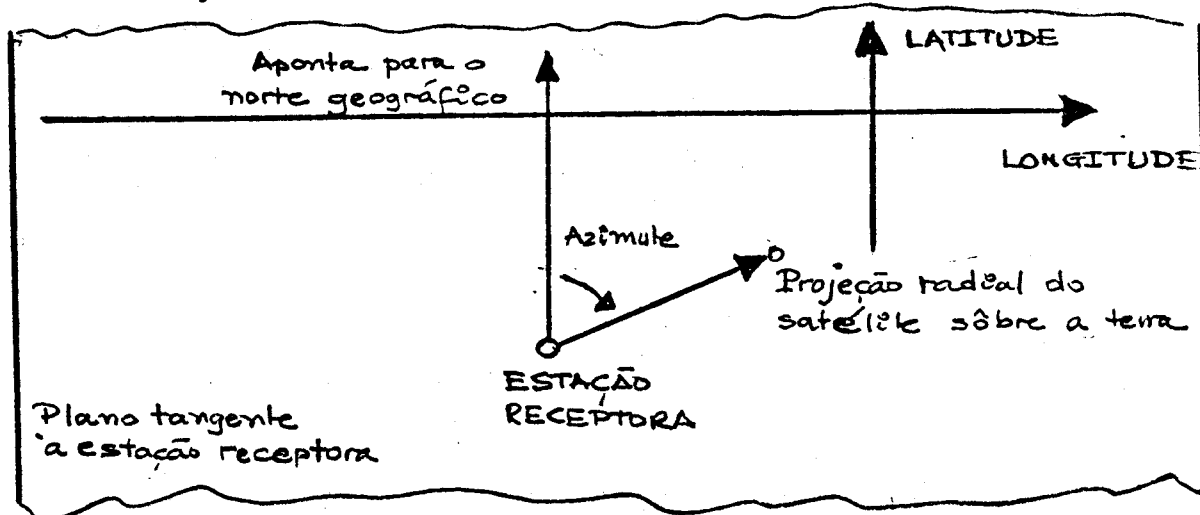 Aponta para o
norte geográfico
LATITUDE
LONGITUDE
Azimute
Projeção radial do
satélite sôbre a terra
ESTAÇÃO
RECEPTORA
Plano tangente
à estação receptora